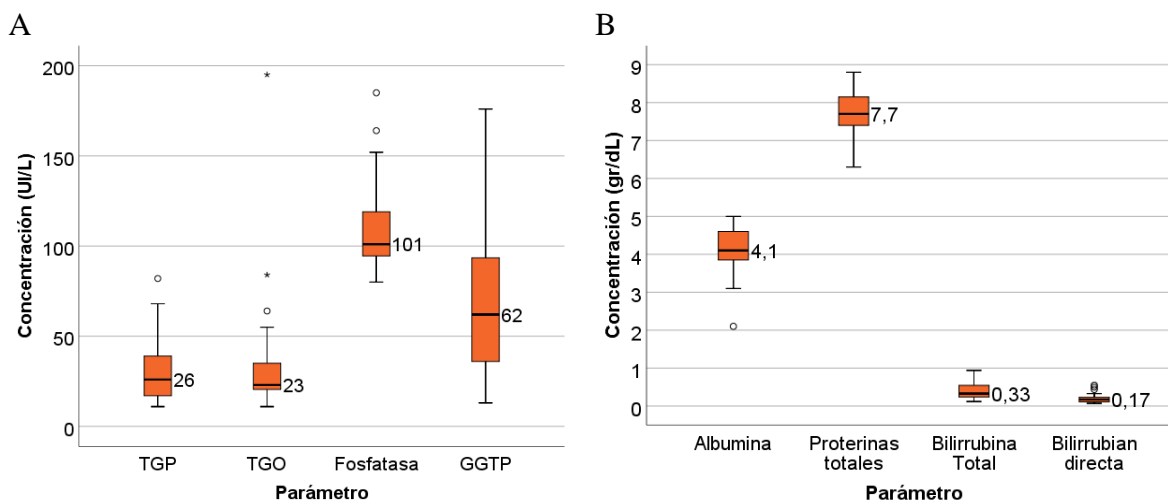 A
Concentración (UI/L)
200
150
100
50
0
26
23
101
62
TGP TGO Fosfatasa GGTP
Parámetro
B
Concentración (gr/dL)
9
8
7
6
5
4
3
2
1
0
4,1
7,7
0,33
0,17
Albumina Proterinas totales Bilirrubina Total Bilirrubian directa
Parámetro